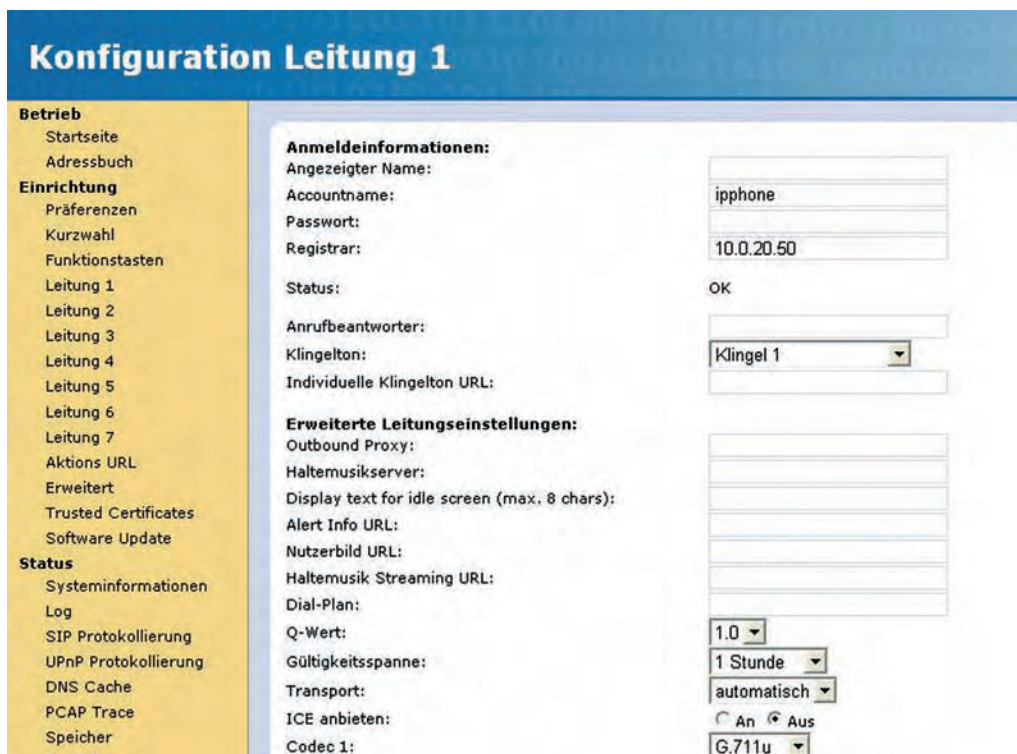 Konfiguration Leitung 1
Betrieb
Startseite
Adressbuch
Einrichtung
Präferenzen
Kurzwahl
Funktionstasten
Leitung 1
Leitung 2
Leitung 3
Leitung 4
Leitung 5
Leitung 6
Leitung 7
Aktions URL
Erweitert
Trusted Certificates
Software Update
Status
Systeminformationen
Log
SIP Protokollierung
UPnP Protokollierung
DNS Cache
PCAP Trace
Speicher
Anmeldeinformationen:
Angezeigter Name:
Accountname: ipphone
Passwort:
Registrar: 10.0.20.50
Status: OK
Anrufbeantworter:
Klingelton: Klingel 1
Individuelle Klingelton URL:
Erweiterte Leitungseinstellungen:
Outbound Proxy:
Haltemusikserver:
Display text for idle screen (max. 8 chars):
Alert Info URL:
Nutzerbild URL:
Haltemusik Streaming URL:
Dial-Plan:
Q-Wert: 1.0
Gültigkeitsspanne: 1 Stunde
Transport: automatisch
ICE anbieten: An Aus
Codec 1: G.711u